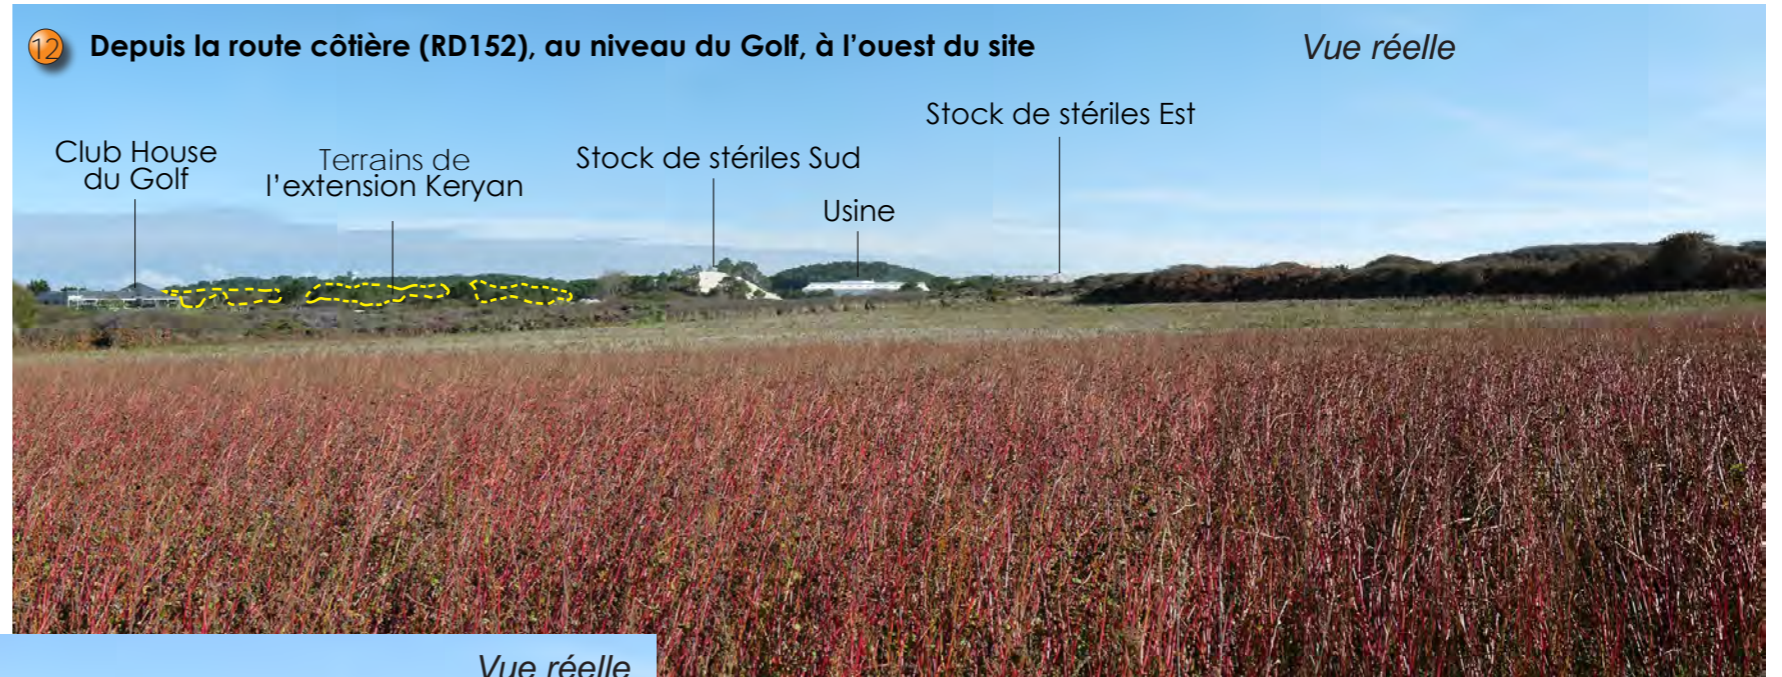 12 Depuis la route côtière (RD152), au niveau du Golf, à l'ouest du site
Vue réelle
Stock de stériles Est
Club House
du Golf
Terrains de
l'extension Keryan
Stock de stériles Sud
Usine
Vue réelle